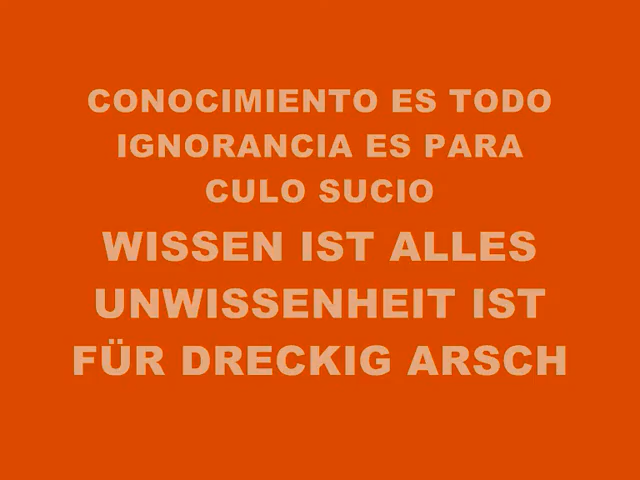 CONOCIMIENTO ES TODO
IGNORANCIA ES PARA
CULO SUCIO
WISSEN IST ALLES
UNWISSENHEIT IST
FÜR DRECKIG ARSCH